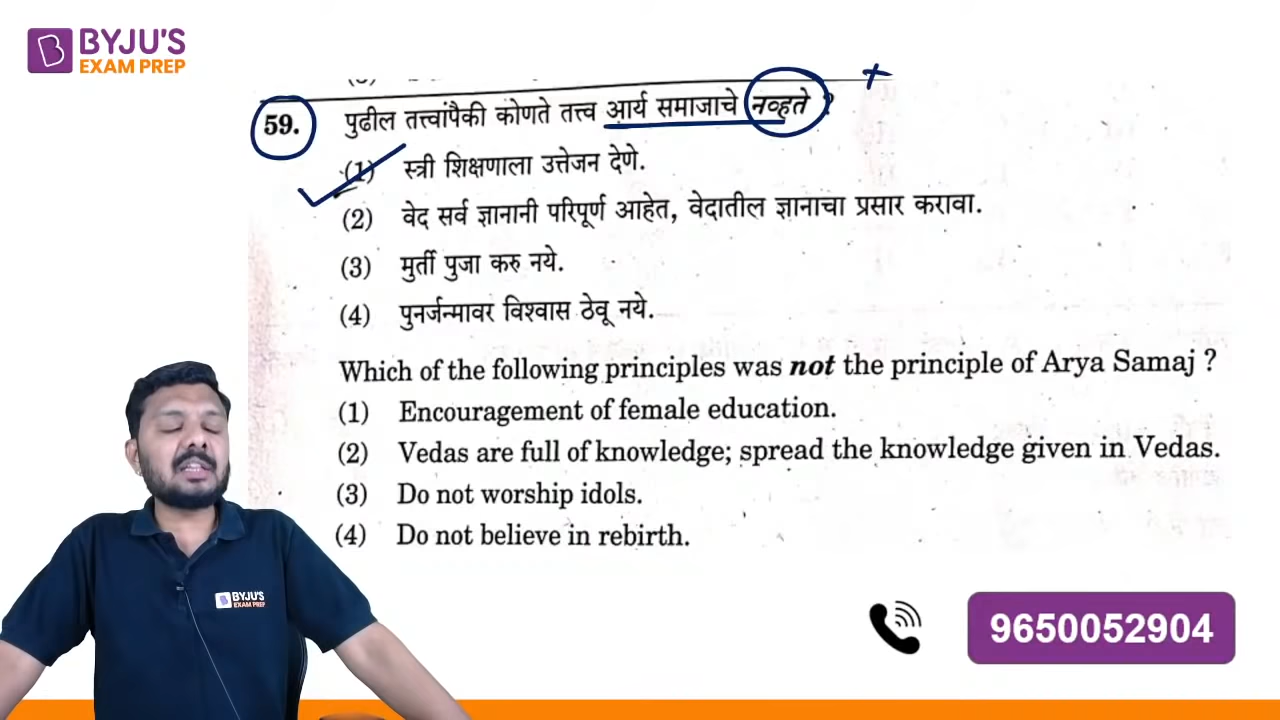 BYJU'S
EXAM PREP
59. पुढील तत्त्वांपैकी कोणते तत्त्व आर्य समाजाचे नव्हते ?
(1) स्त्री शिक्षणाला उत्तेजन देणे.
(2) वेद सर्व ज्ञानानी परिपूर्ण आहेत, वेदातील ज्ञानाचा प्रसार करावा.
(3) मुर्ती पुजा करु नये.
(4) पुनर्जन्मावर विश्वास ठेवू नये.
Which of the following principles was not the principle of Arya Samaj ?
(1) Encouragement of female education.
(2) Vedas are full of knowledge; spread the knowledge given in Vedas.
(3) Do not worship idols.
(4) Do not believe in rebirth.
BYJU'S
EXAM PREP
9650052904